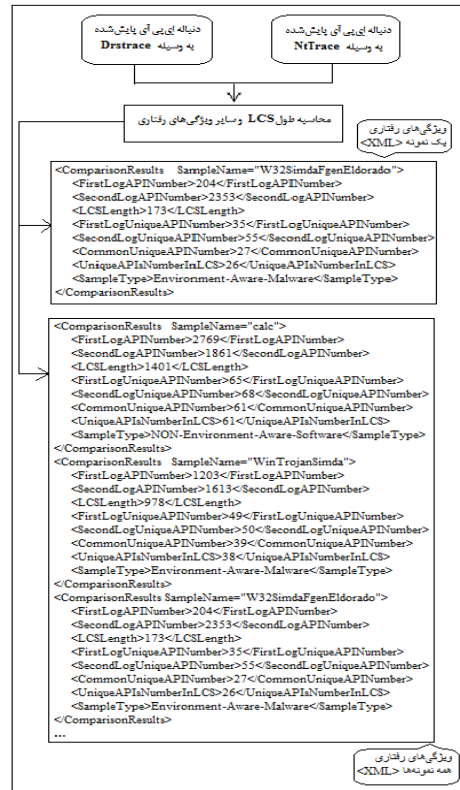 دنباله اِی‌پی آی پایش‌شده
به وسیله Drstrace
دنباله اِی‌پی آی پایش‌شده
به وسیله NtTrace
محاسبه طول LCS و سایر ویژگی‌های رفتاری
ویژگی‌های رفتاری
یک نمونه <XML>
<ComparisonResults SampleName="W32SimdaFgenEldorado">
<FirstLogAPINumber>204</FirstLogAPINumber>
<SecondLogAPINumber>2353</SecondLogAPINumber>
<LCSLength>173</LCSLength>
<FirstLogUniqueAPINumber>35</FirstLogUniqueAPINumber>
<SecondLogUniqueAPINumber>55</SecondLogUniqueAPINumber>
<CommonUniqueAPINumber>27</CommonUniqueAPINumber>
<UniqueAPIsNumberInLCS>26</UniqueAPIsNumberInLCS>
<SampleType>Environment-Aware-Malware</SampleType>
</ComparisonResults>
<ComparisonResults SampleName="calc">
<FirstLogAPINumber>2769</FirstLogAPINumber>
<SecondLogAPINumber>1861</SecondLogAPINumber>
<LCSLength>1401</LCSLength>
<FirstLogUniqueAPINumber>65</FirstLogUniqueAPINumber>
<SecondLogUniqueAPINumber>68</SecondLogUniqueAPINumber>
<CommonUniqueAPINumber>61</CommonUniqueAPINumber>
<UniqueAPIsNumberInLCS>61</UniqueAPIsNumberInLCS>
<SampleType>NON-Environment-Aware-Software</SampleType>
</ComparisonResults>
<ComparisonResults SampleName="WinTrojanSimda">
<FirstLogAPINumber>1203</FirstLogAPINumber>
<SecondLogAPINumber>1613</SecondLogAPINumber>
<LCSLength>978</LCSLength>
<FirstLogUniqueAPINumber>49</FirstLogUniqueAPINumber>
<SecondLogUniqueAPINumber>50</SecondLogUniqueAPINumber>
<CommonUniqueAPINumber>39</CommonUniqueAPINumber>
<UniqueAPIsNumberInLCS>38</UniqueAPIsNumberInLCS>
<SampleType>Environment-Aware-Malware</SampleType>
</ComparisonResults>
<ComparisonResults SampleName="W32SimdaFgenEldorado">
<FirstLogAPINumber>204</FirstLogAPINumber>
<SecondLogAPINumber>2353</SecondLogAPINumber>
<LCSLength>173</LCSLength>
<FirstLogUniqueAPINumber>35</FirstLogUniqueAPINumber>
<SecondLogUniqueAPINumber>55</SecondLogUniqueAPINumber>
<CommonUniqueAPINumber>27</CommonUniqueAPINumber>
<UniqueAPIsNumberInLCS>26</UniqueAPIsNumberInLCS>
<SampleType>Environment-Aware-Malware</SampleType>
</ComparisonResults>
...
ویژگی‌های رفتاری
همه نمونه‌ها <XML>